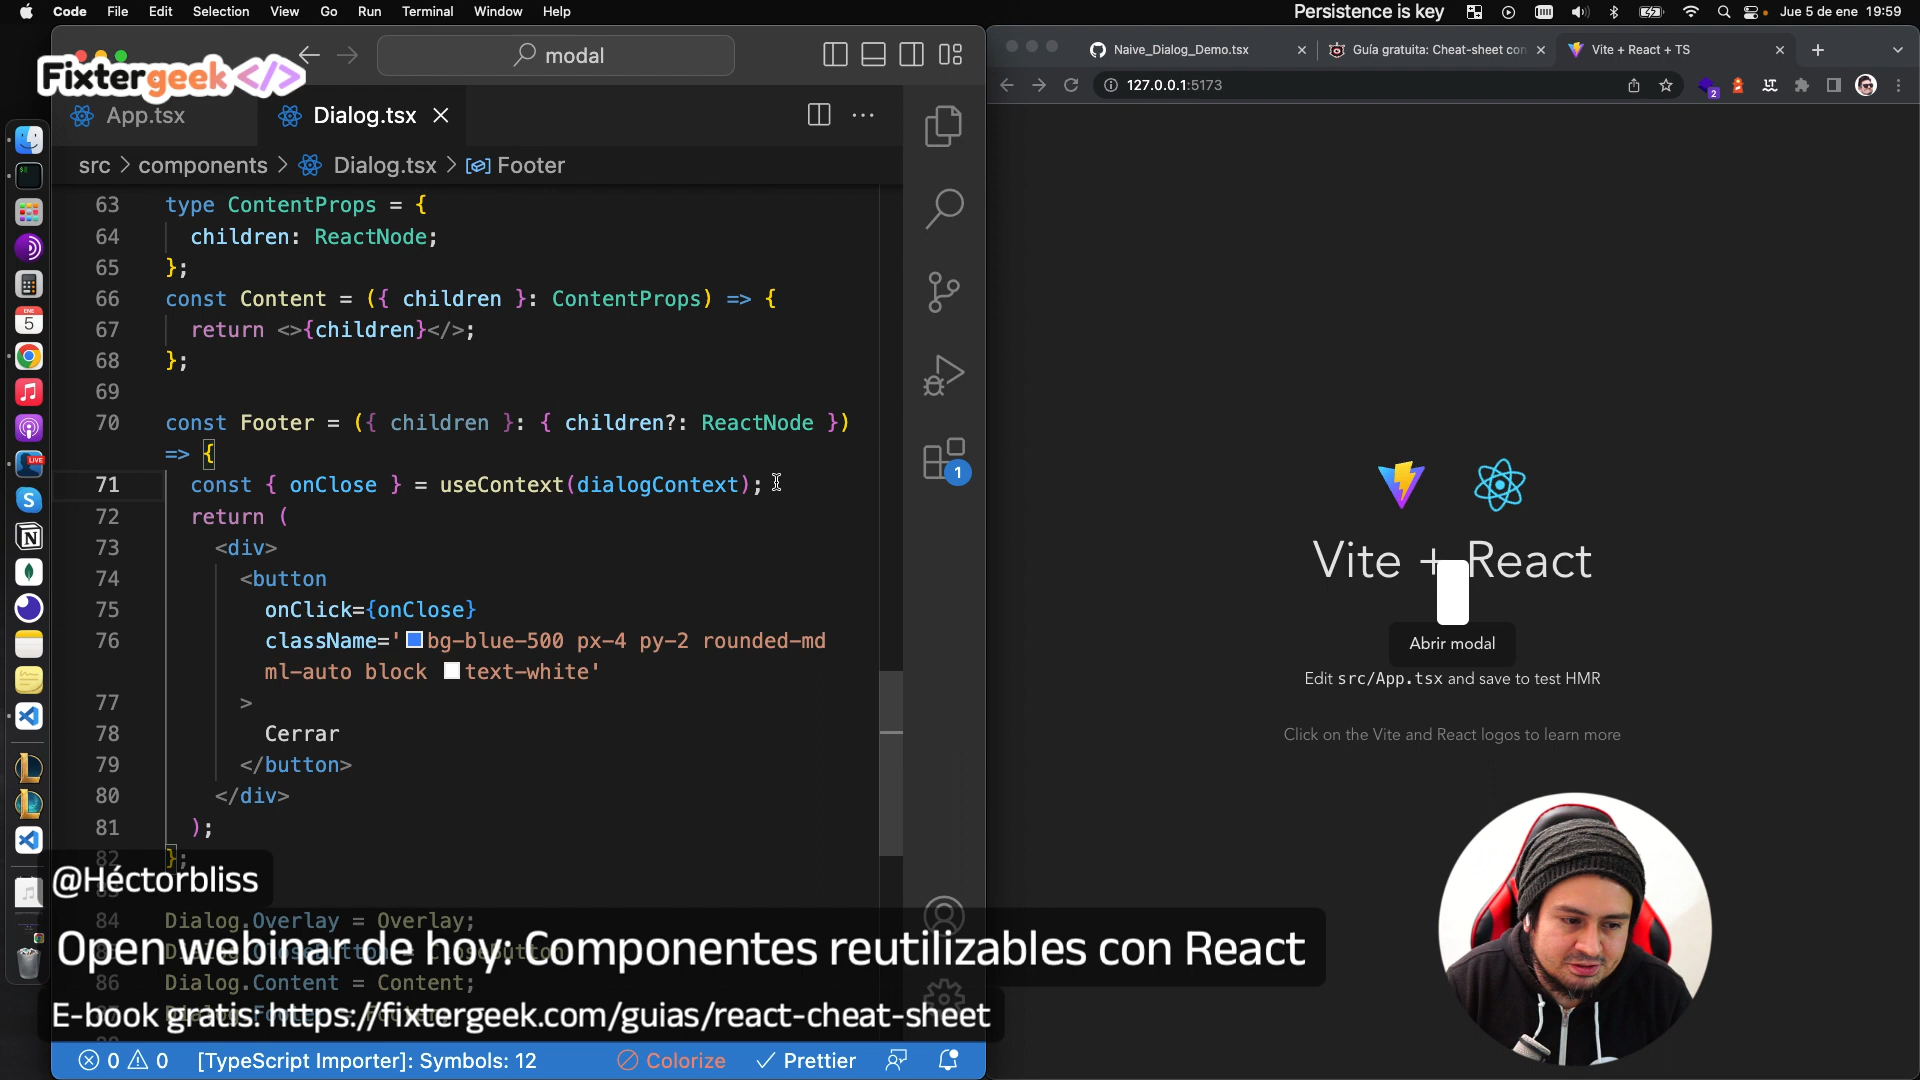 Code File Edit Selection View Go Run Terminal Window Help
Persistence is key
Jue 5 de ene 19:59
Fixtergeek </>
modal
App.tsx
Dialog.tsx
src > components > Dialog.tsx > Footer
63 type ContentProps = {
64 children: ReactNode;
65 };
66 const Content = ({ children }: ContentProps) => {
67 return <>{children}</>;
68 };
69
70 const Footer = ({ children }: { children?: ReactNode })
=> {
71 const { onClose } = useContext(dialogContext);
72 return (
73 <div>
74 <button
75 onClick={onClose}
76 className='bg-blue-500 px-4 py-2 rounded-md
ml-auto block text-white'
77 >
78 Cerrar
79 </button>
80 </div>
81 );
82 };
@Héctorbliss
84 Dialog.Overlay = Overlay;
Open webinar de hoy: Componentes reutilizables con React
86 Dialog.Content = Content;
E-book gratis: https://fixtergeek.com/guias/react-cheat-sheet
0 0 [TypeScript Importer]: Symbols: 12 Colorize Prettier
1
Naive_Dialog_Demo.tsx
Guía gratuita: Cheat-sheet con
Vite + React + TS
127.0.0.1:5173
2
Vite + React
Abrir modal
Edit src/App.tsx and save to test HMR
Click on the Vite and React logos to learn more
ENE
5
LIVE